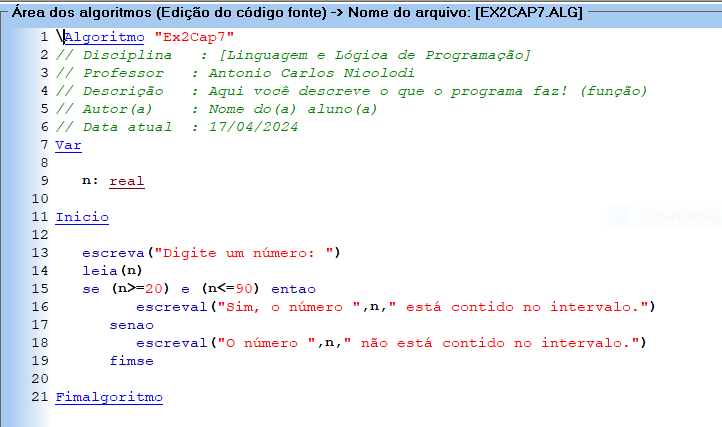 Área dos algoritmos (Edição do código fonte) -> Nome do arquivo: [EX2CAP7.ALG]
1 \Algoritmo "Ex2Cap7"
2 // Disciplina   : [Linguagem e Lógica de Programação]
3 // Professor   : Antonio Carlos Nicolodi
4 // Descrição   : Aqui você descreve o que o programa faz! (função)
5 // Autor(a)    : Nome do(a) aluno(a)
6 // Data atual  : 17/04/2024
7 Var
8
9    n: real
10
11 Inicio
12
13    escreva("Digite um número: ")
14    leia(n)
15    se (n>=20) e (n<=90) entao
16          escreval("Sim, o número ",n," está contido no intervalo.")
17       senao
18          escreval("O número ",n," não está contido no intervalo.")
19       fimse
20
21 Fimalgoritmo